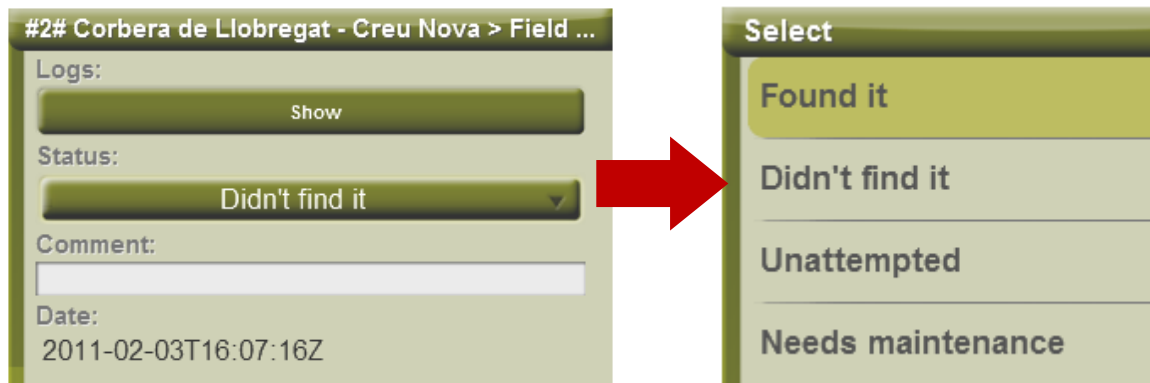 #2# Corbera de Llobregat - Creu Nova > Field ...
Logs:
Show
Status:
Didn't find it
Comment:
Date:
2011-02-03T16:07:16Z
Select
Found it
Didn't find it
Unattempted
Needs maintenance